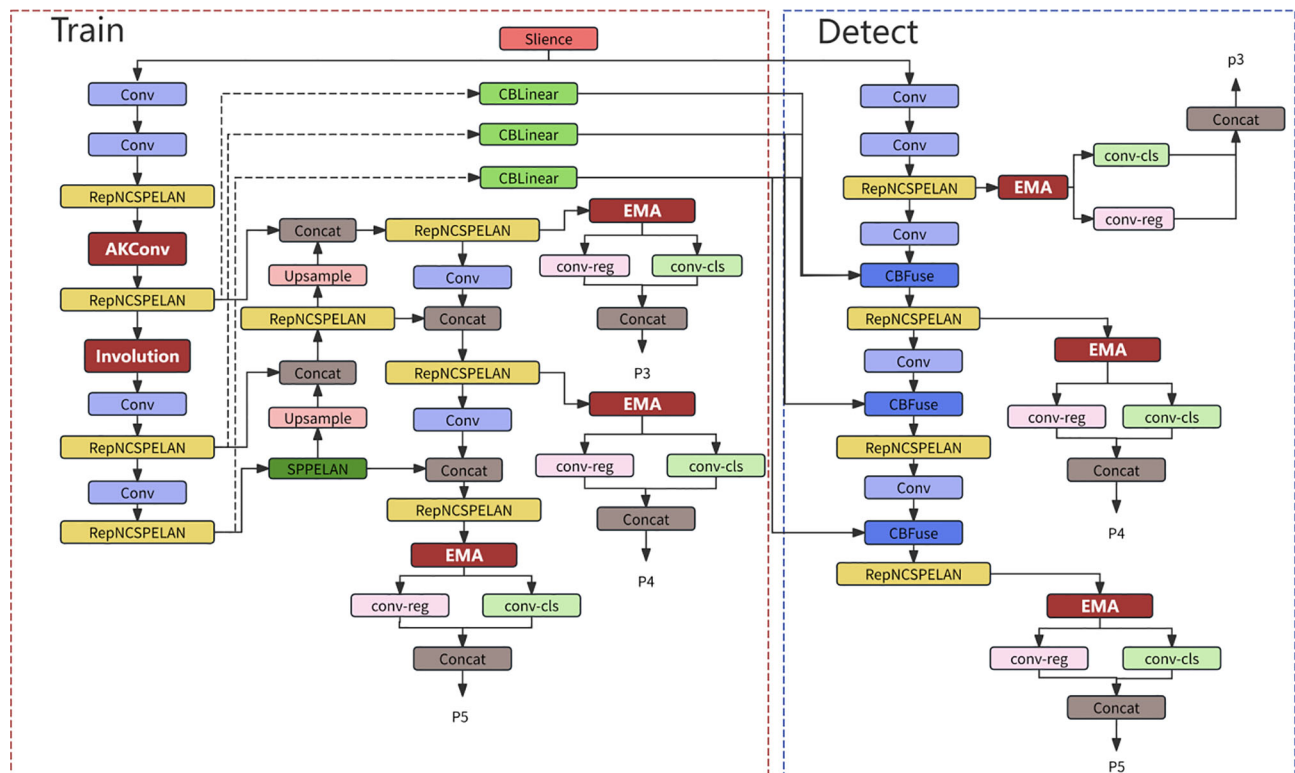 Train
Detect
Slience
Conv
Conv
RepNCSPELAN
AKConv
RepNCSPELAN
Involution
Conv
RepNCSPELAN
Conv
RepNCSPELAN
CBLinear
CBLinear
CBLinear
Concat
Upsample
RepNCSPELAN
Concat
Upsample
SPPELAN
RepNCSPELAN
Conv
Concat
RepNCSPELAN
Conv
Concat
RepNCSPELAN
EMA
conv-reg
conv-cls
Concat
P5
EMA
conv-reg
conv-cls
Concat
P3
EMA
conv-reg
conv-cls
Concat
P4
Conv
Conv
RepNCSPELAN
Conv
CBFuse
RepNCSPELAN
Conv
CBFuse
RepNCSPELAN
Conv
CBFuse
RepNCSPELAN
p3
Concat
conv-cls
EMA
conv-reg
EMA
conv-reg
conv-cls
Concat
P4
EMA
conv-reg
conv-cls
Concat
P5